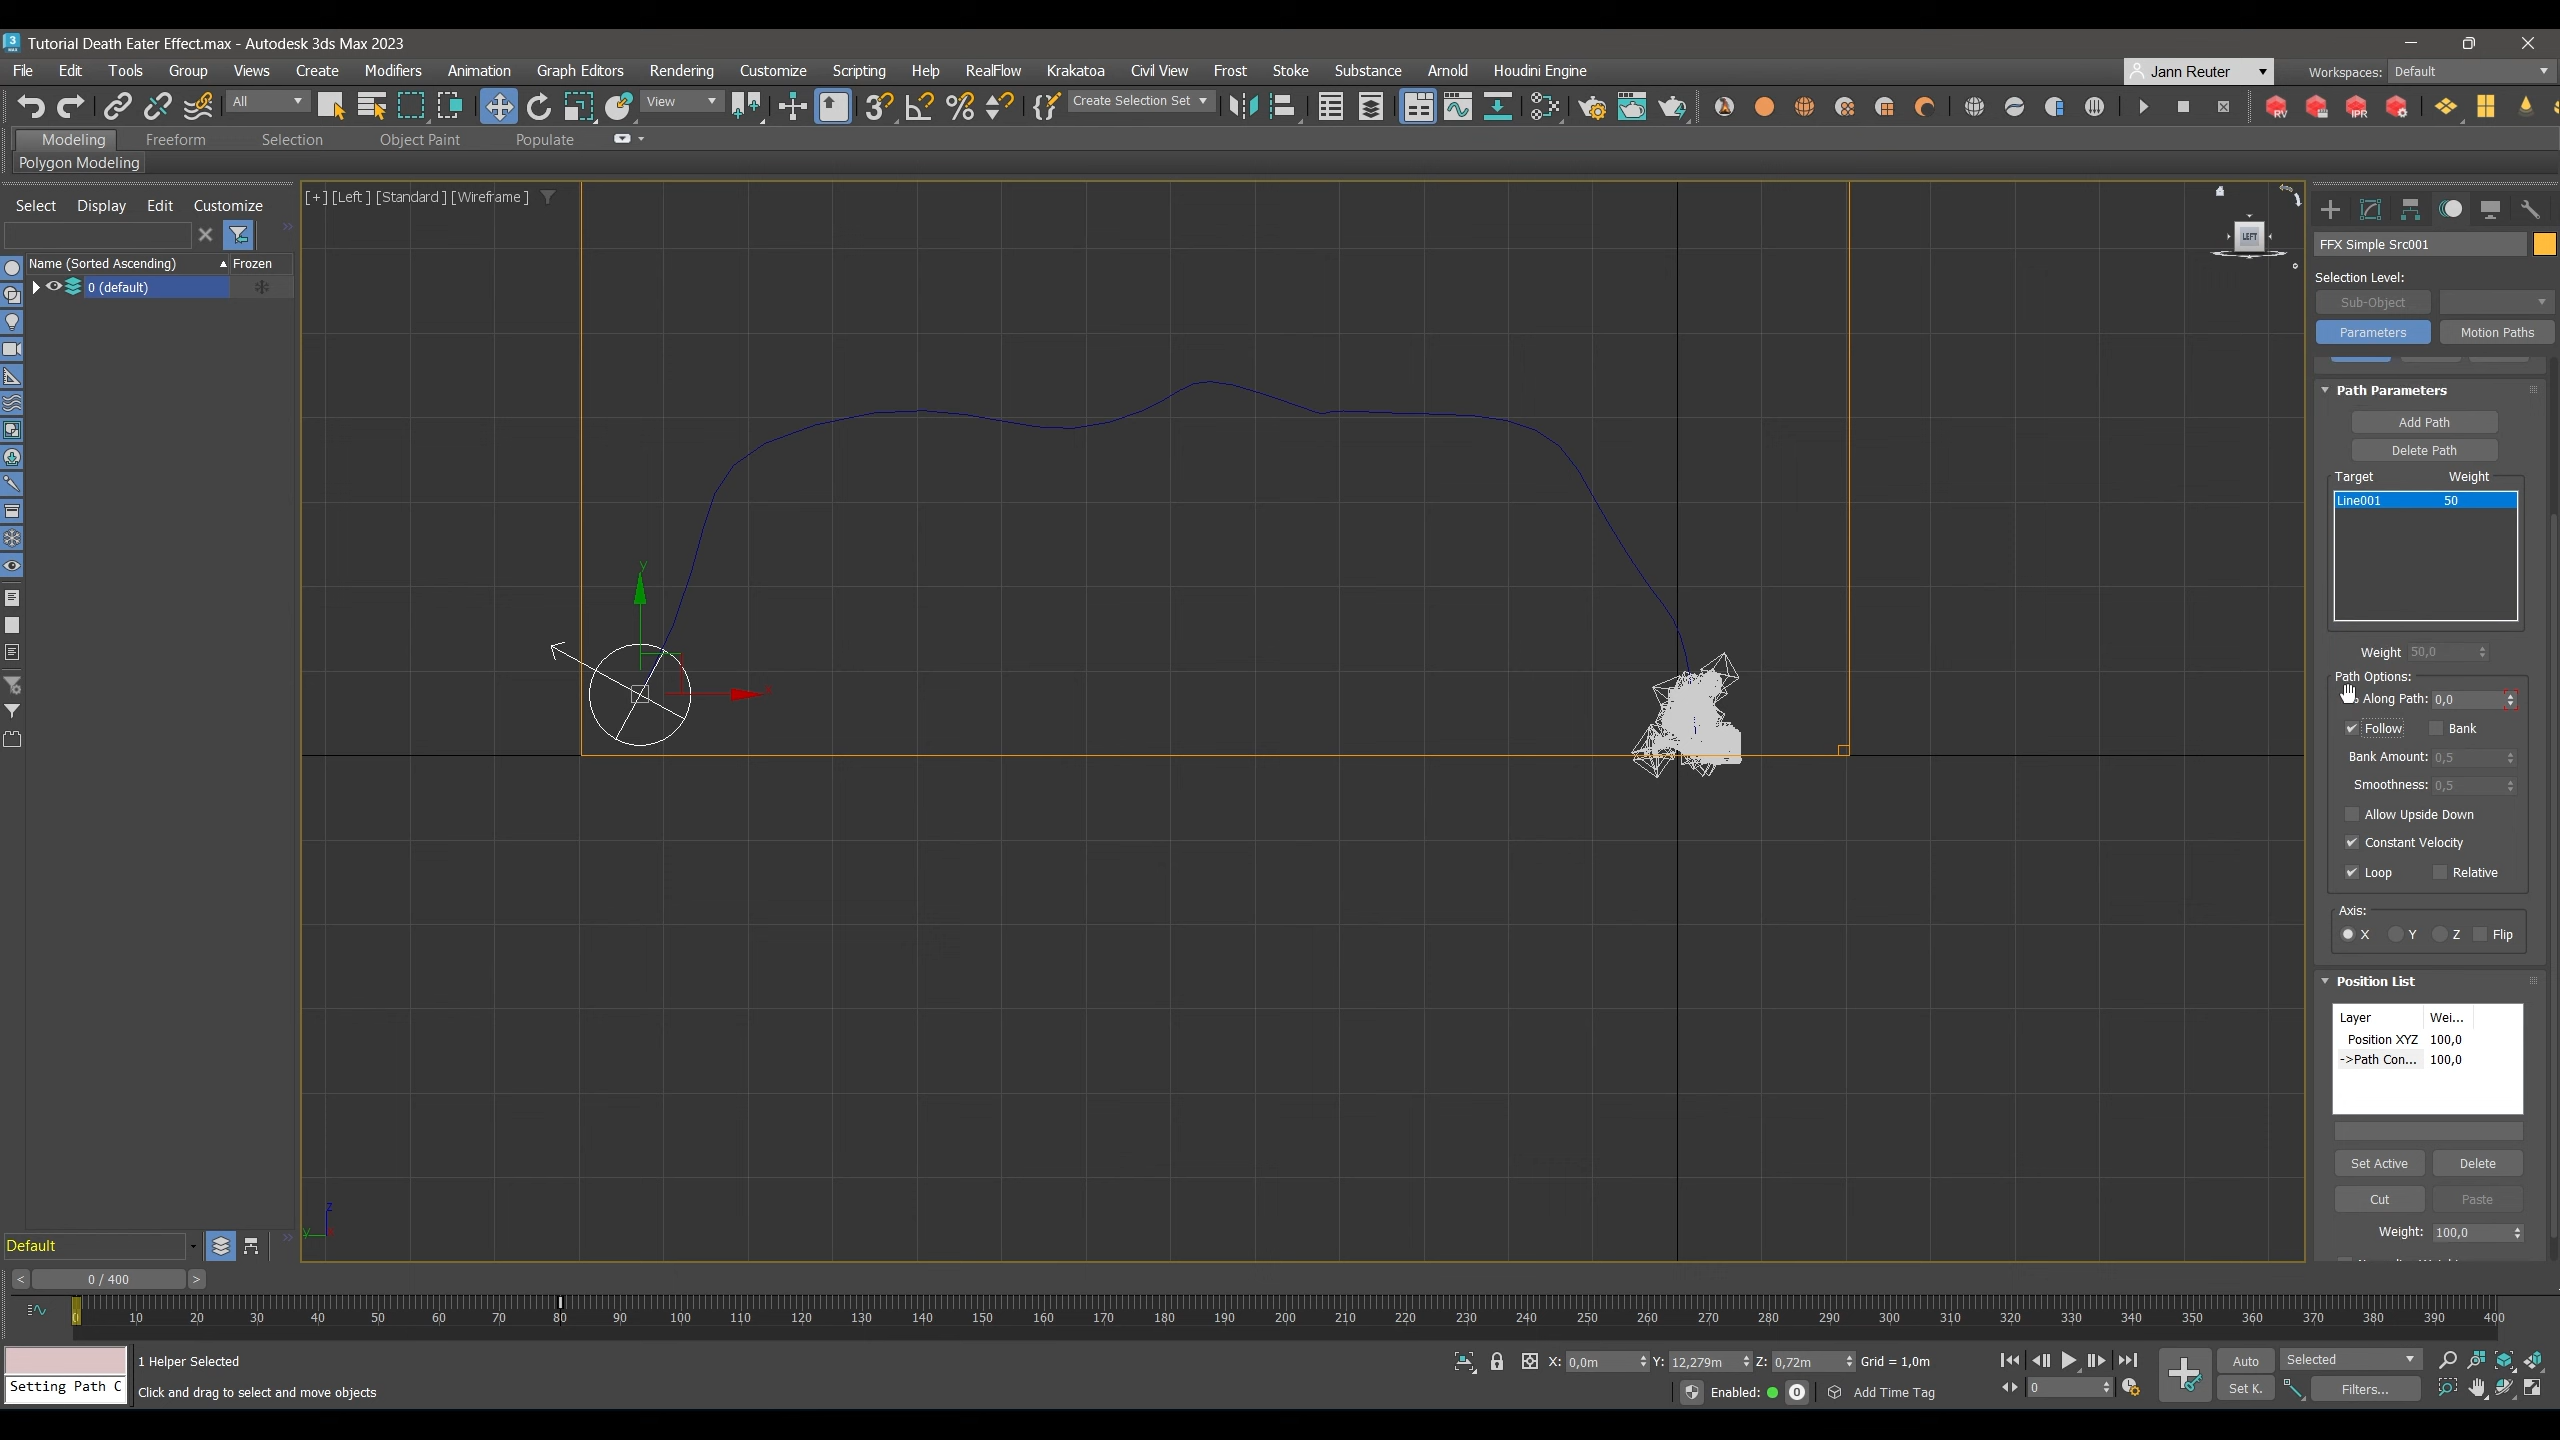 Tutorial Death Eater Effect.max - Autodesk 3ds Max 2023
File Edit Tools Group Views Create Modifiers Animation Graph Editors Rendering Customize Scripting Help RealFlow Krakatoa Civil View Frost Stoke Substance Arnold Houdini Engine
Jann Reuter Workspaces: Default
All View Create Selection Set RV IPR
Modeling Freeform Selection Object Paint Populate
Polygon Modeling
Select Display Edit Customize
[+] [Left] [Standard] [Wireframe]
LEFT
Name (Sorted Ascending) Frozen
0 (default)
FFX Simple Src001
Selection Level:
Sub-Object
Parameters Motion Paths
Path Parameters
Add Path
Delete Path
Target Weight
Line001 50
Weight 50,0
Path Options:
Along Path: 0,0
Follow Bank
Bank Amount: 0,5
Smoothness: 0,5
Allow Upside Down
Constant Velocity
Loop Relative
Axis:
X Y Z Flip
Position List
Layer Wei...
Position XYZ 100,0
->Path Con... 100,0
Set Active Delete
Cut Paste
Weight: 100,0
y
z
y
Default
< 0 / 400 >
10 20 30 40 50 60 70 80 90 100 110 120 130 140 150 160 170 180 190 200 210 220 230 240 250 260 270 280 290 300 310 320 330 340 350 360 370 380 390 400
1 Helper Selected
Setting Path C
Click and drag to select and move objects
X: 0,0m Y: 12,279m Z: 0,72m Grid = 1,0m
Enabled: 0 Add Time Tag
0
Auto Selected
Set K. Filters...